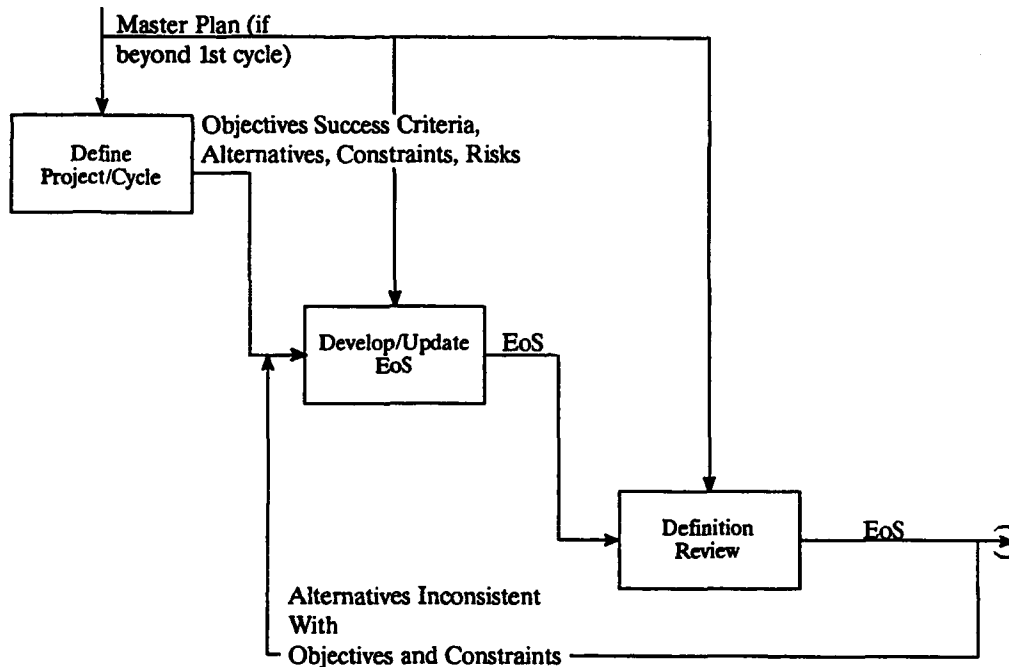 Master Plan (if
beyond 1st cycle)
Objectives Success Criteria,
Alternatives, Constraints, Risks
Define
Project/Cycle
Develop/Update
EoS
EoS
Definition
Review
EoS
Alternatives Inconsistent
With
Objectives and Constraints